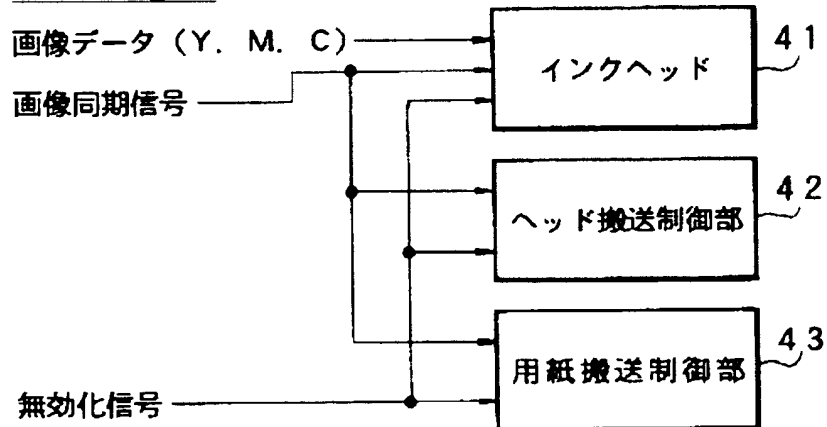 画像データ（Y．M．C）
画像同期信号
無効化信号
インクヘッド
41
ヘッド搬送制御部
42
用紙搬送制御部
43